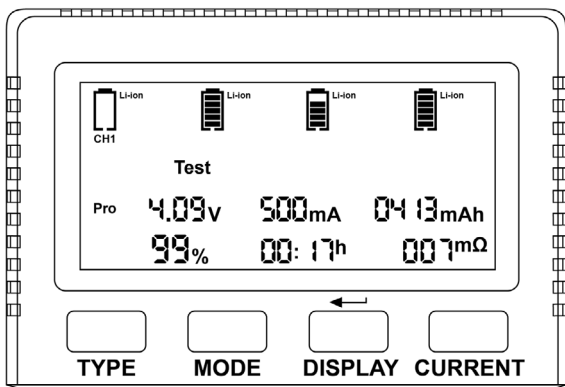 Li-ion Li-ion Li-ion Li-ion
CH1
Test
Pro 4.09V 500mA 0413mAh
99% 00:17h 007mΩ
TYPE MODE DISPLAY CURRENT